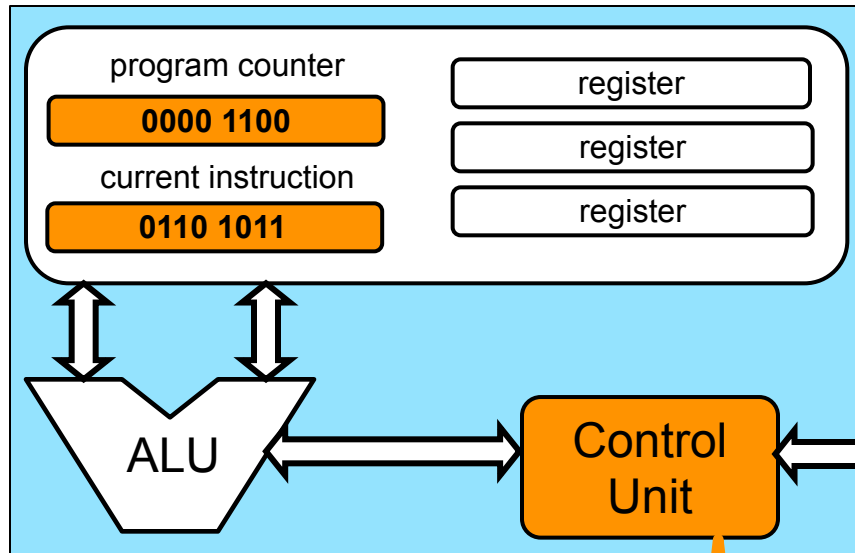 program counter
0000 1100
current instruction
0110 1011
register
register
register
ALU
Control
Unit